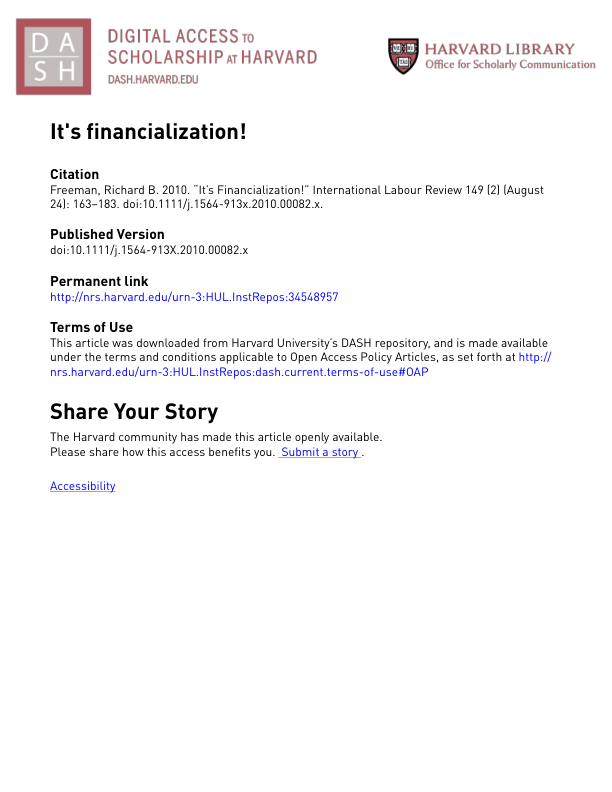 DA
SH
DIGITAL ACCESS TO
SCHOLARSHIP AT HARVARD
DASH.HARVARD.EDU
HARVARD LIBRARY
Office for Scholarly Communication
It's financialization!
Citation
Freeman, Richard B. 2010. “It’s Financialization!” International Labour Review 149 (2) (August
24): 163–183. doi:10.1111/j.1564-913x.2010.00082.x.
Published Version
doi:10.1111/j.1564-913X.2010.00082.x
Permanent link
http://nrs.harvard.edu/urn-3:HUL.InstRepos:34548957
Terms of Use
This article was downloaded from Harvard University’s DASH repository, and is made available
under the terms and conditions applicable to Open Access Policy Articles, as set forth at http://
nrs.harvard.edu/urn-3:HUL.InstRepos:dash.current.terms-of-use#OAP
Share Your Story
The Harvard community has made this article openly available.
Please share how this access benefits you. Submit a story .
Accessibility